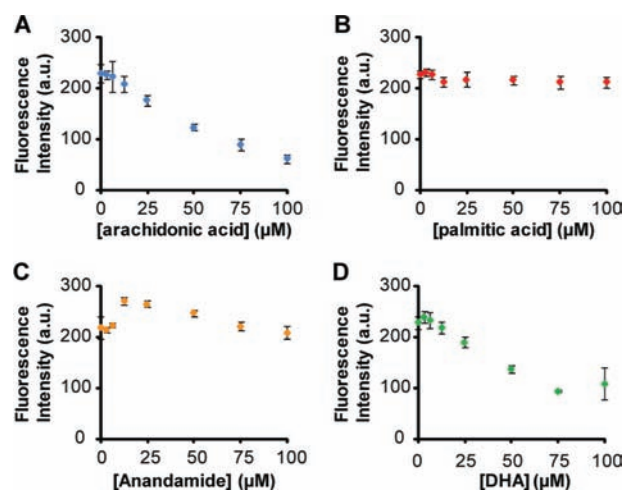 A
Fluorescence
Intensity (a.u.)
300
200
100
0
0 25 50 75 100
[arachidonic acid] (µM)
B
Fluorescence
Intensity (a.u.)
300
200
100
0
0 25 50 75 100
[palmitic acid] (µM)
C
Fluorescence
Intensity (a.u.)
300
200
100
0
0 25 50 75 100
[Anandamide] (µM)
D
Fluorescence
Intensity (a.u.)
300
200
100
0
0 25 50 75 100
[DHA] (µM)